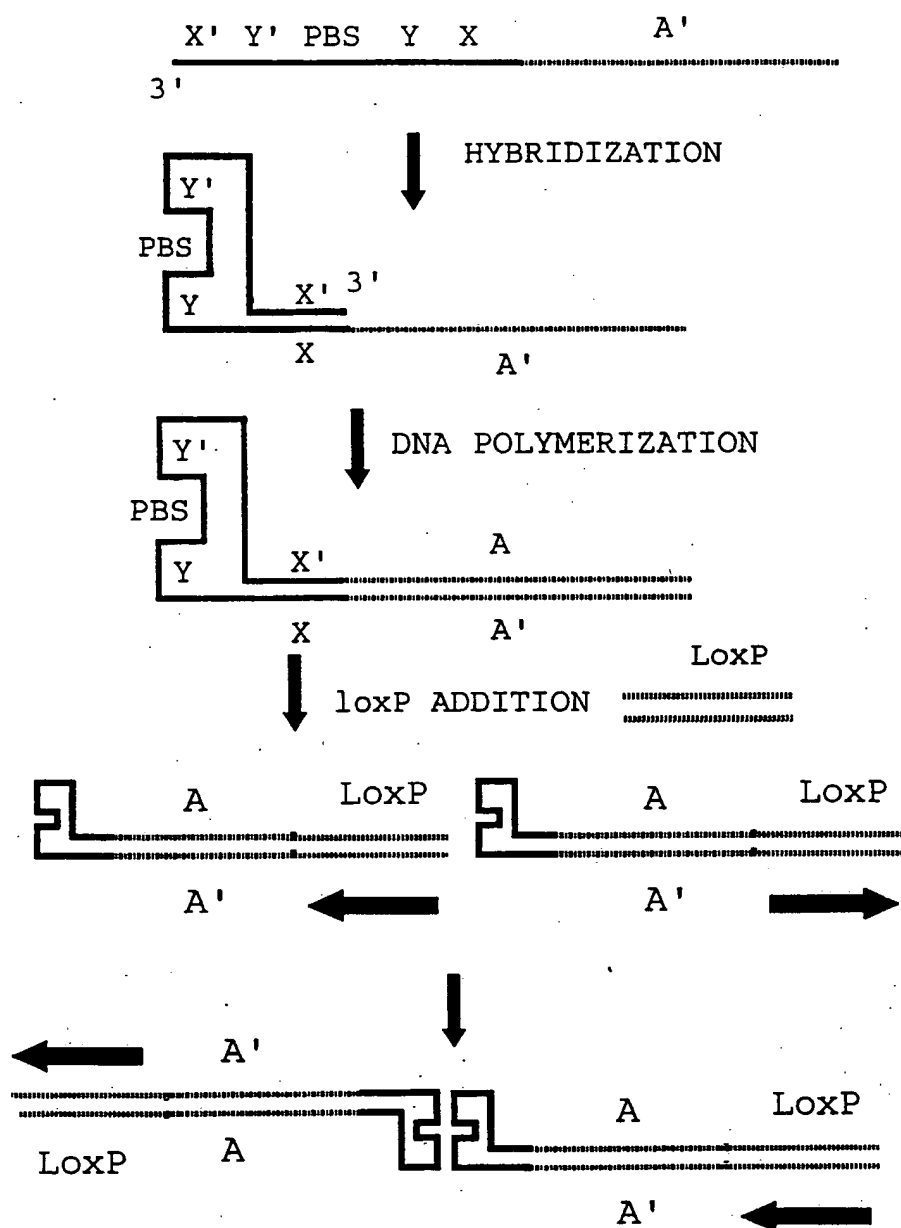 X' Y' PBS Y X A'
3'
HYBRIDIZATION
Y'
PBS
Y X' 3'
X A'
DNA POLYMERIZATION
Y'
PBS
A
Y X'
X A'
LoxP
loxP ADDITION
A LoxP A LoxP
A' A'
A'
A LoxP
LoxP A
A'